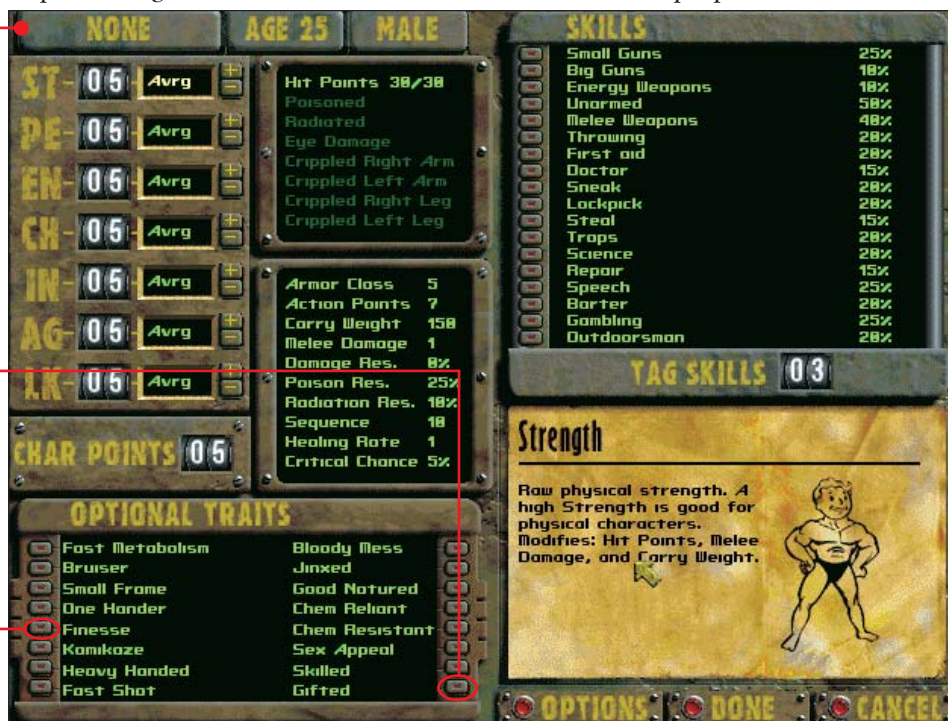 NONE
AGE 25
MALE
ST - 05 Avrg + -
PE - 05 Avrg + -
EN - 05 Avrg + -
CH - 05 Avrg + -
IN - 05 Avrg + -
AG - 05 Avrg + -
LK - 05 Avrg + -
CHAR POINTS 05
Hit Points 30/30
Poisoned
Radiated
Eye Damage
Crippled Right Arm
Crippled Left Arm
Crippled Right Leg
Crippled Left Leg
Armor Class 5
Action Points 7
Carry Weight 150
Melee Damage 1
Damage Res. 0%
Poison Res. 25%
Radiation Res. 10%
Sequence 10
Healing Rate 1
Critical Chance 5%
OPTIONAL TRAITS
Fast Metabolism Bloody Mess
Bruiser Jinxed
Small Frame Good Natured
One Hander Chem Reliant
Finesse Chem Resistant
Kamikaze Sex Appeal
Heavy Handed Skilled
Fast Shot Gifted
SKILLS
Small Guns 25%
Big Guns 10%
Energy Weapons 10%
Unarmed 50%
Melee Weapons 40%
Throwing 20%
First aid 20%
Doctor 15%
Sneak 20%
Lockpick 20%
Steal 15%
Traps 20%
Science 20%
Repair 15%
Speech 25%
Barter 20%
Gambling 25%
Outdoorsman 20%
TAG SKILLS 03
Strength
Raw physical strength. A
high Strength is good for
physical characters.
Modifies: Hit Points, Melee
Damage, and Carry Weight.
OPTIONS DONE CANCEL